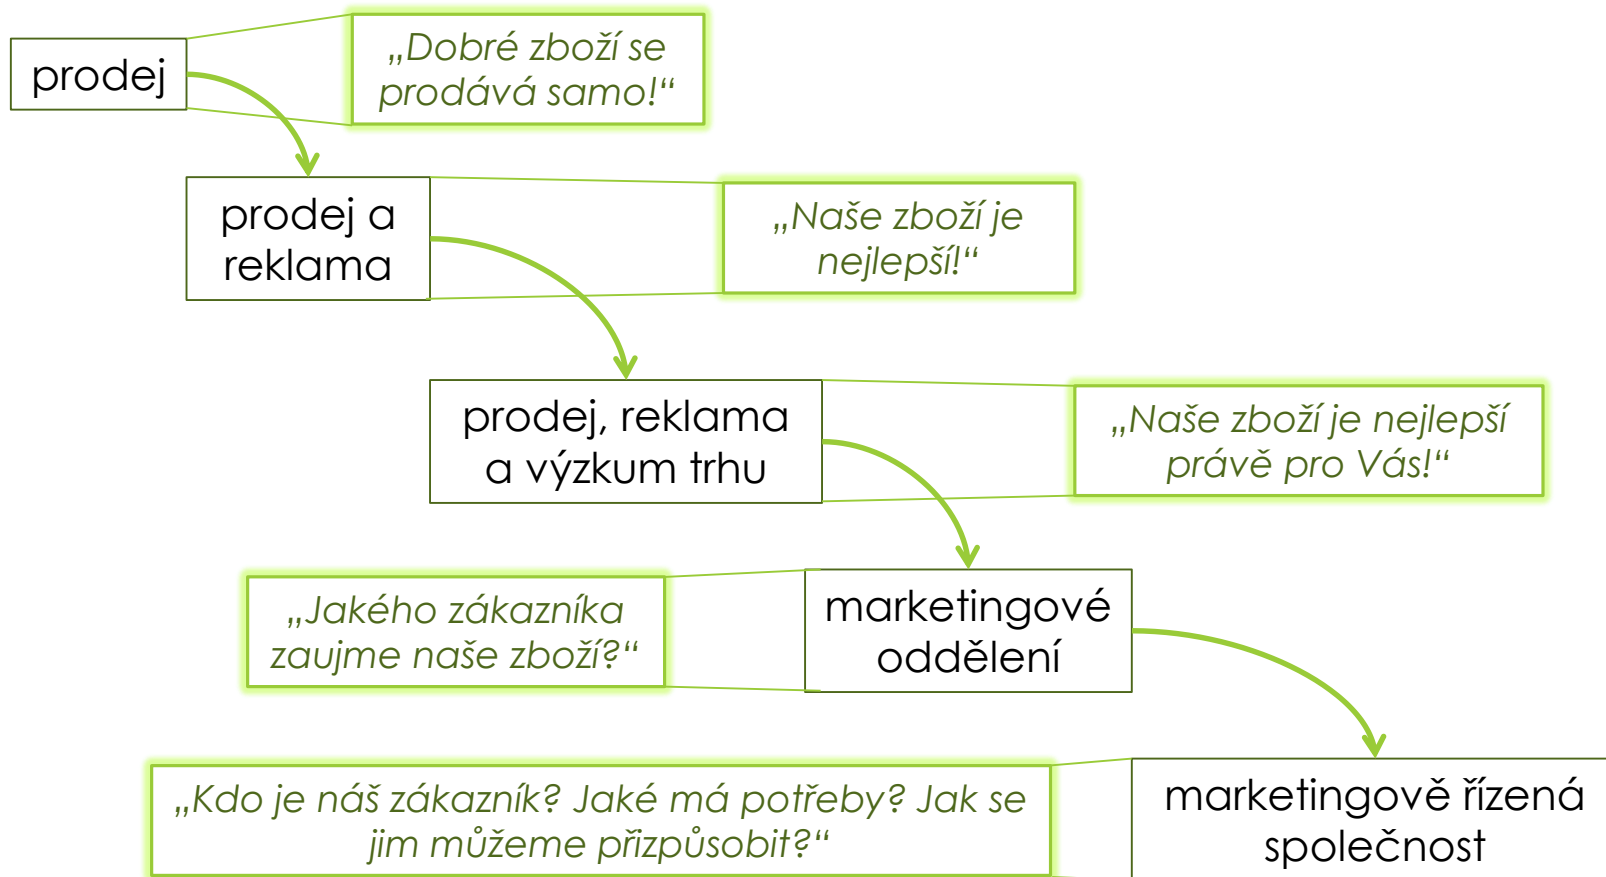 prodej
„Dobré zboží se
prodává samo!“
prodej a
reklama
„Naše zboží je
nejlepší!“
prodej, reklama
a výzkum trhu
„Naše zboží je nejlepší
právě pro Vás!“
„Jakého zákazníka
zaujme naše zboží?“
marketingové
oddělení
„Kdo je náš zákazník? Jaké má potřeby? Jak se
jim můžeme přizpůsobit?“
marketingově řízená
společnost